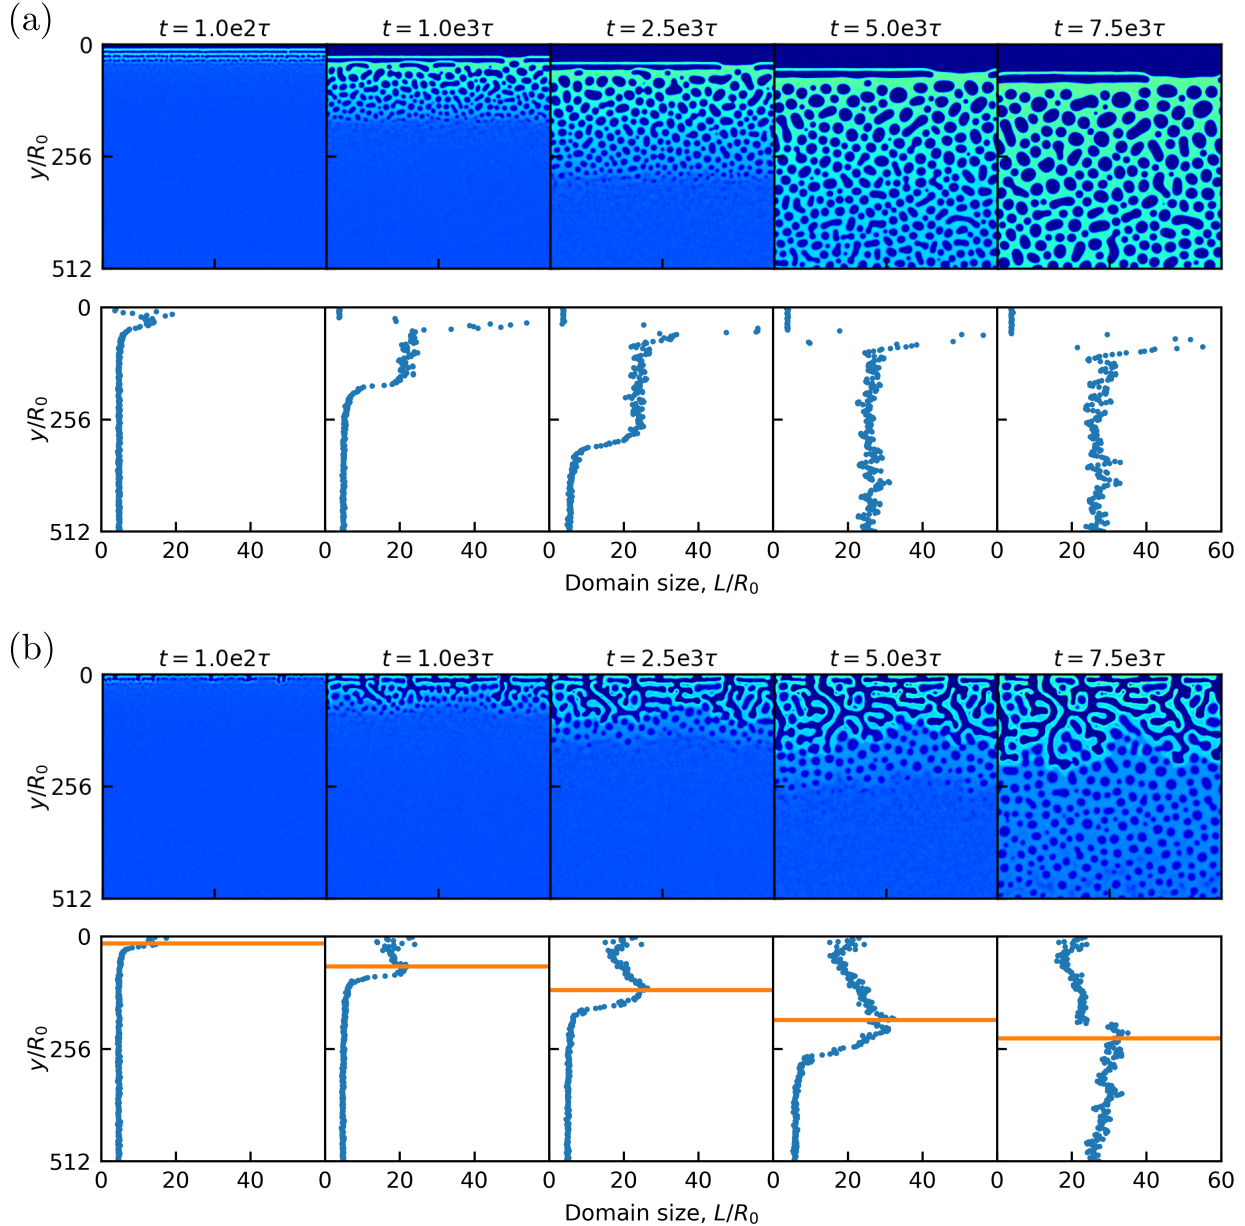 (a)
t = 1.0e2τ t = 1.0e3τ t = 2.5e3τ t = 5.0e3τ t = 7.5e3τ
0
y/R₀
256
512
0
y/R₀
256
512
0 20 40 0 20 40 0 20 40 0 20 40 0 20 40 60
Domain size, L/R₀
(b)
t = 1.0e2τ t = 1.0e3τ t = 2.5e3τ t = 5.0e3τ t = 7.5e3τ
0
y/R₀
256
512
0
y/R₀
256
512
0 20 40 0 20 40 0 20 40 0 20 40 0 20 40 60
Domain size, L/R₀